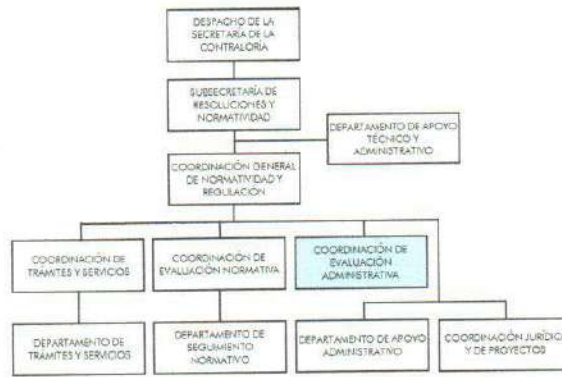 DESPACHO DE LA
SECRETARÍA DE LA
CONTRALORÍA
SUBSECRETARÍA DE
RESOLUCIONES Y
NORMATIVIDAD
DEPARTAMENTO DE APOYO
TÉCNICO Y
ADMINISTRATIVO
COORDINACIÓN GENERAL
DE NORMATIVIDAD Y
REGULACIÓN
COORDINACIÓN DE
TRÁMITES Y SERVICIOS
COORDINACIÓN DE
EVALUACIÓN NORMATIVA
COORDINACIÓN DE
EVALUACIÓN
ADMINISTRATIVA
DEPARTAMENTO DE
TRÁMITES Y SERVICIOS
DEPARTAMENTO DE
SEGUIMIENTO
NORMATIVO
DEPARTAMENTO DE APOYO
ADMINISTRATIVO
COORDINACIÓN JURÍDICA
Y DE PROYECTOS